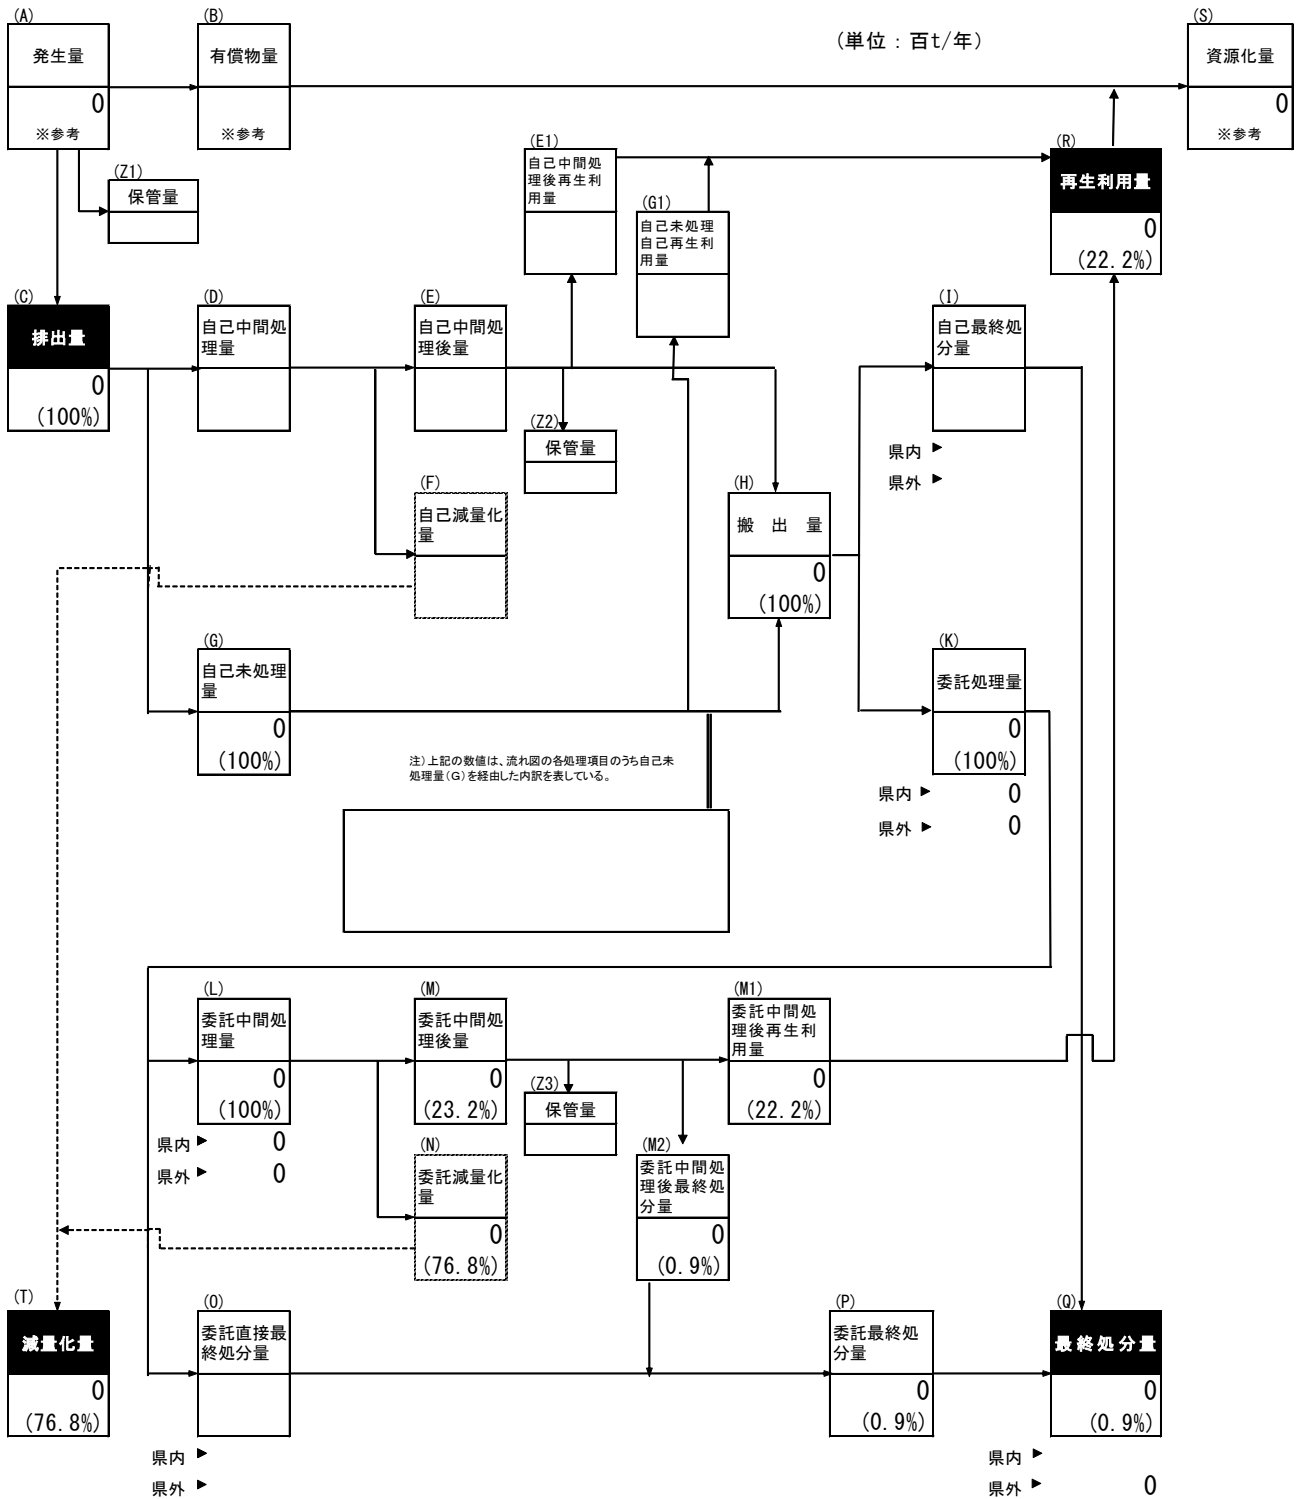 (A)
発生量
0
※参考
(B)
有償物量
※参考
(単位：百t/年)
(S)
資源化量
0
※参考
(Z1)
保管量
(E1)
自己中間処
理後再生利
用量
(G1)
自己未処理
自己再生利
用量
(R)
再生利用量
0
(22.2%)
(C)
排出量
0
(100%)
(D)
自己中間処
理量
(E)
自己中間処
理後量
(I)
自己最終処
分量
県内
県外
(Z2)
保管量
(F)
自己減量化
量
(H)
搬 出 量
0
(100%)
(G)
自己未処理
量
0
(100%)
(K)
委託処理量
0
(100%)
県内 0
県外 0
注)上記の数値は、流れ図の各処理項目のうち自己未
処理量(G)を経由した内訳を表している。
(L)
委託中間処
理量
0
(100%)
県内 0
県外 0
(M)
委託中間処
理後量
0
(23.2%)
(M1)
委託中間処
理後再生利
用量
0
(22.2%)
(Z3)
保管量
(N)
委託減量化
量
0
(76.8%)
(M2)
委託中間処
理後最終処
分量
0
(0.9%)
(T)
減量化量
0
(76.8%)
(O)
委託直接最
終処分量
県内
県外
(P)
委託最終処
分量
0
(0.9%)
(Q)
最終処分量
0
(0.9%)
県内
県外 0